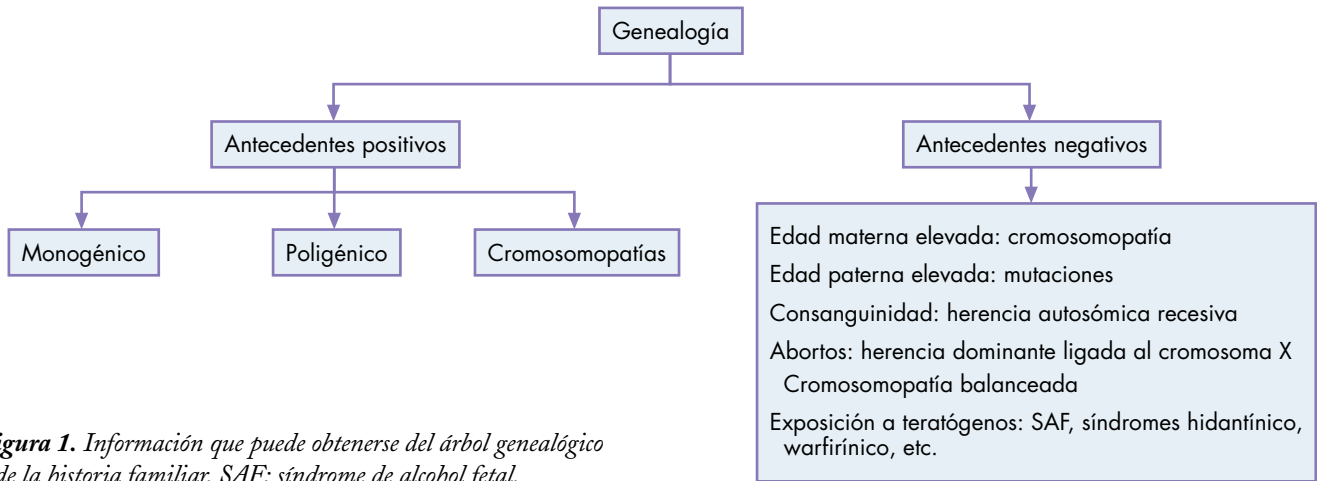 Genealogía
Antecedentes positivos
Antecedentes negativos
Monogénico
Poligénico
Cromosomopatías
Edad materna elevada: cromosomopatía
Edad paterna elevada: mutaciones
Consanguinidad: herencia autosómica recesiva
Abortos: herencia dominante ligada al cromosoma X
Cromosomopatía balanceada
Exposición a teratógenos: SAF, síndromes hidantínico,
warfirínico, etc.
igura 1. Información que puede obtenerse del árbol genealógico
de la historia familiar. SAF: síndrome de alcohol fetal.